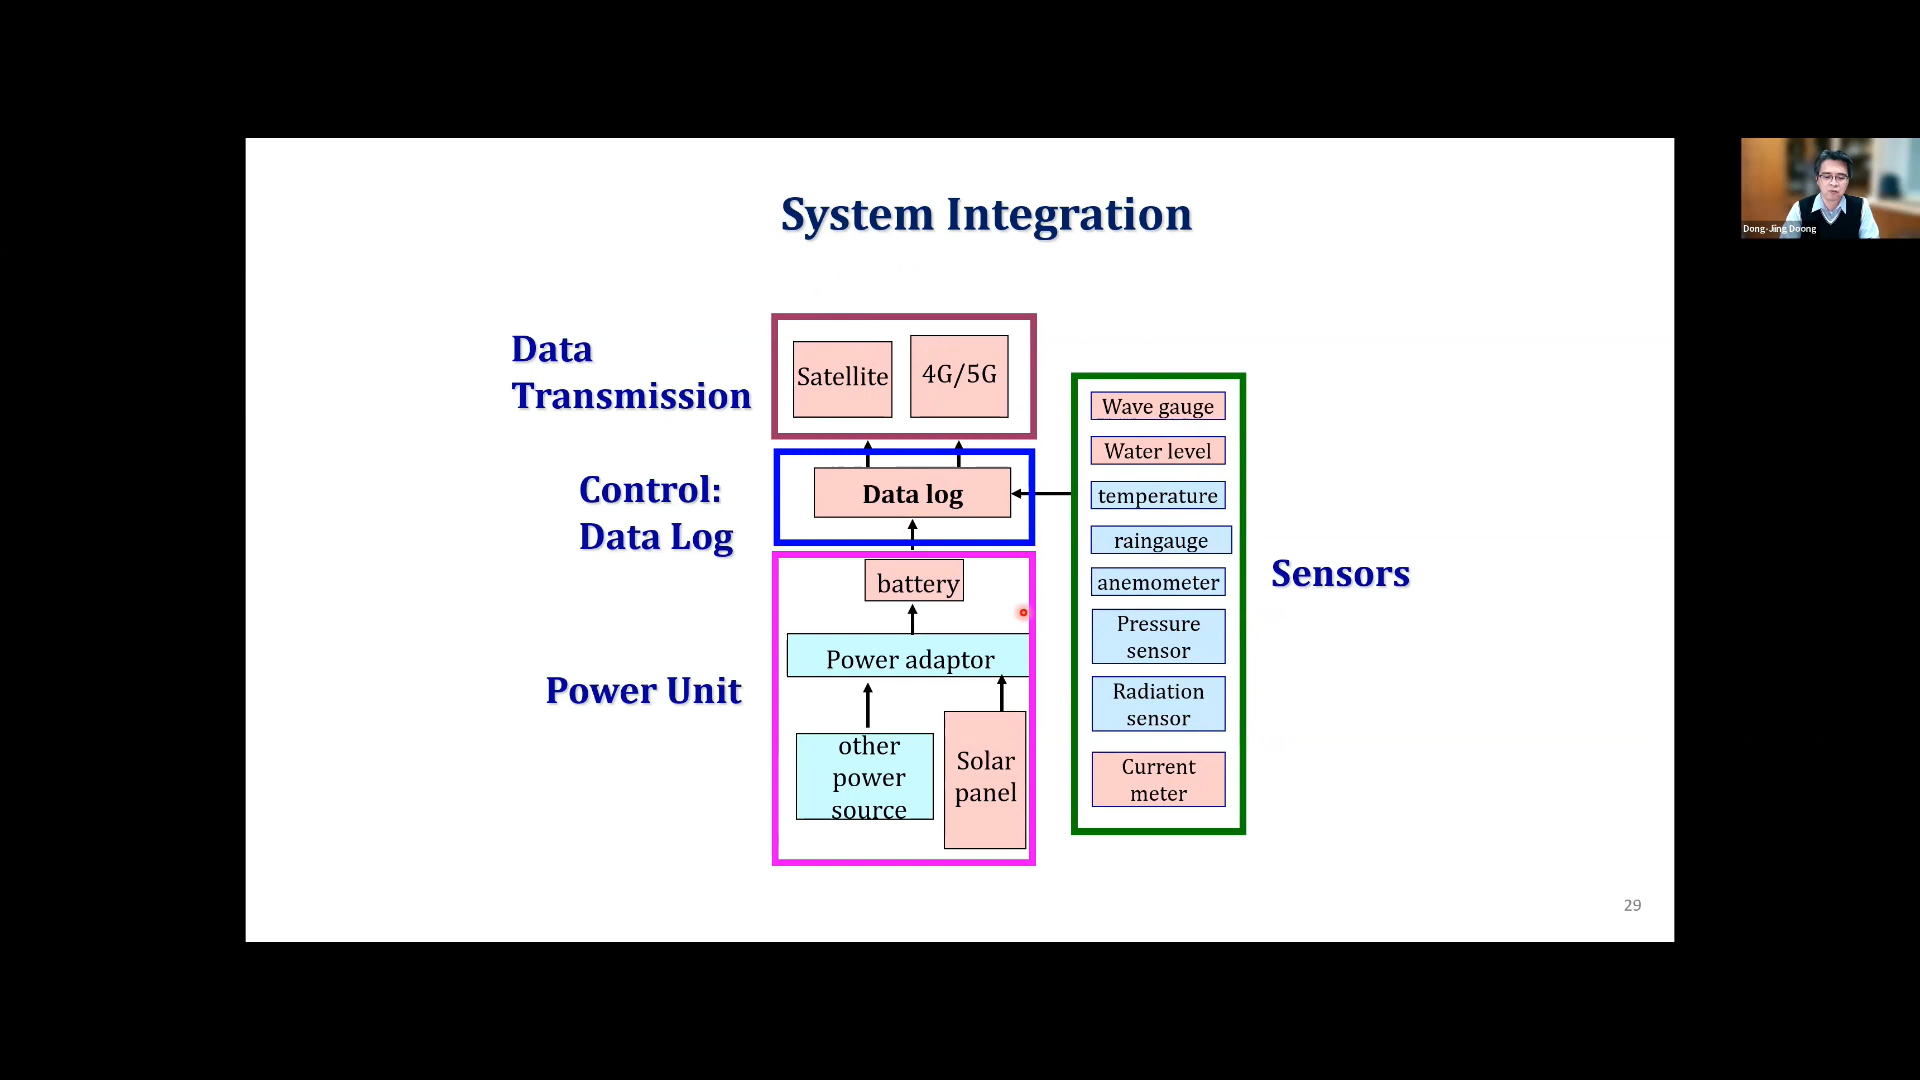 System Integration
Data
Transmission
Satellite
4G/5G
Control:
Data Log
Data log
battery
Power Unit
Power adaptor
other
power
source
Solar
panel
Wave gauge
Water level
temperature
raingauge
anemometer
Pressure
sensor
Radiation
sensor
Current
meter
Sensors
29
Dong-Jiing Doong